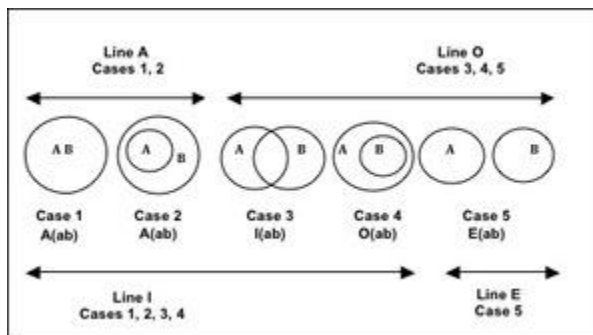 Line A
Cases 1, 2
Line O
Cases 3, 4, 5
A B
A
B
A
B
A
B
A
B
Case 1
A(ab)
Case 2
A(ab)
Case 3
I(ab)
Case 4
O(ab)
Case 5
E(ab)
Line I
Cases 1, 2, 3, 4
Line E
Case 5